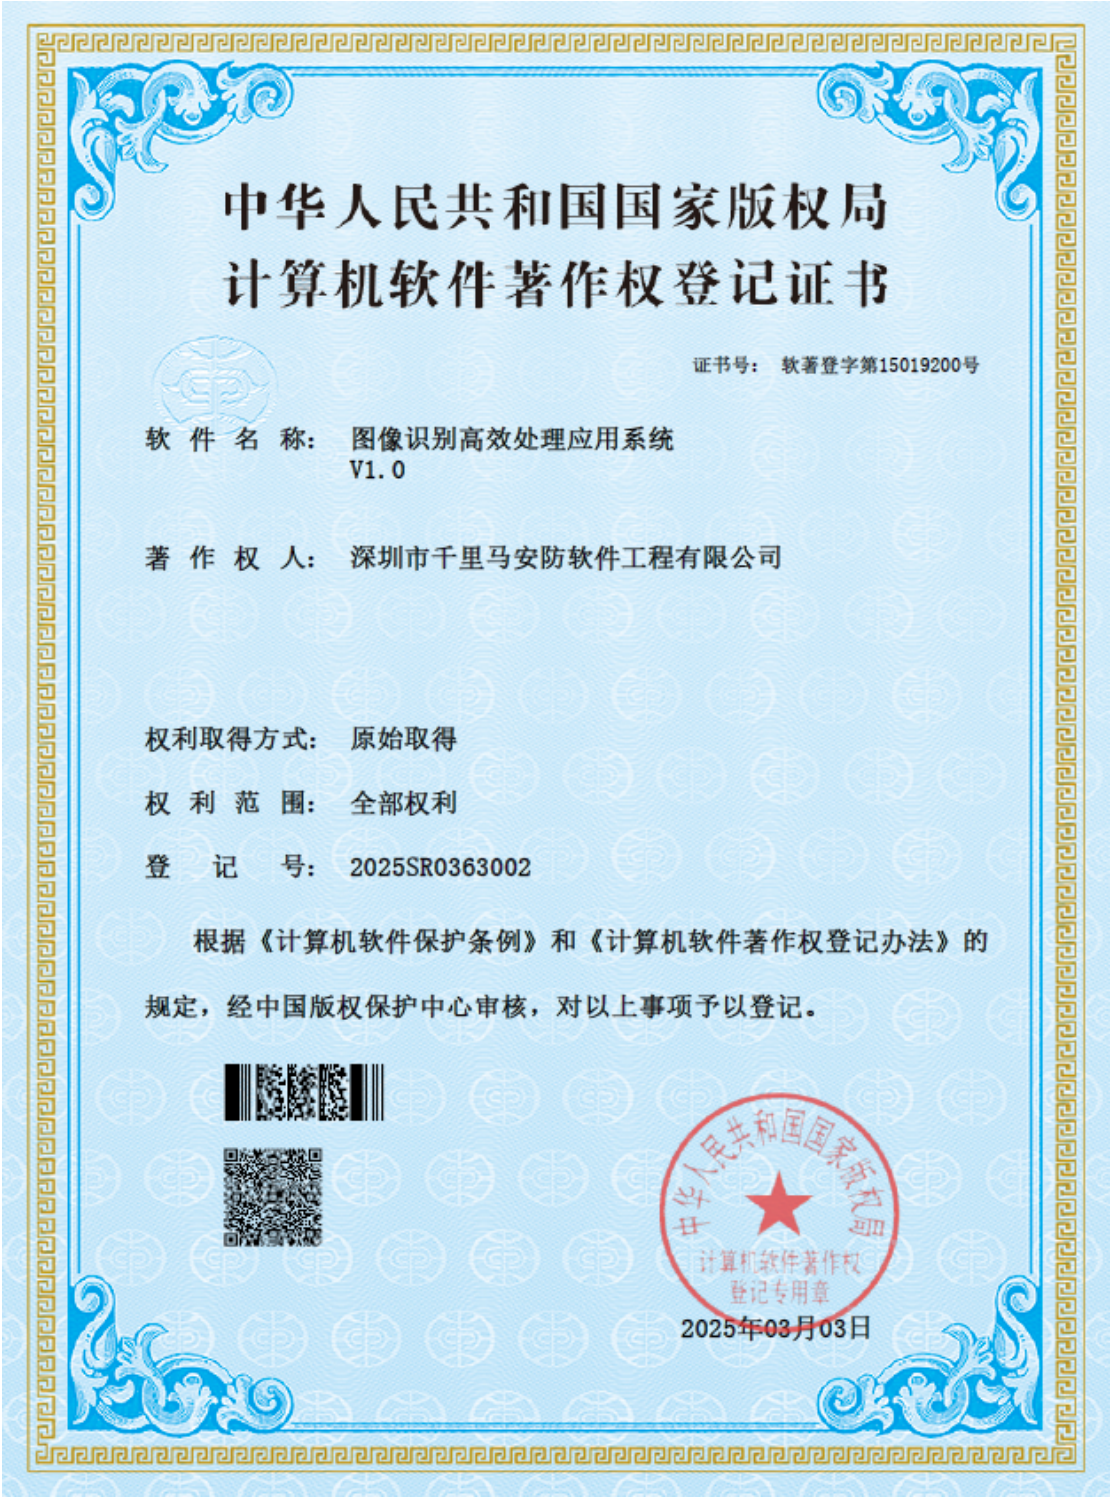 中华人民共和国国家版权局
计算机软件著作权登记证书
证书号： 软著登字第15019200号
软件名称： 图像识别高效处理应用系统
V1.0
著作权人： 深圳市千里马安防软件工程有限公司
权利取得方式： 原始取得
权利范围： 全部权利
登记号： 2025SR0363002
根据《计算机软件保护条例》和《计算机软件著作权登记办法》的
规定，经中国版权保护中心审核，对以上事项予以登记。
中华人民共和国国家版权局
计算机软件著作权
登记专用章
2025年03月03日